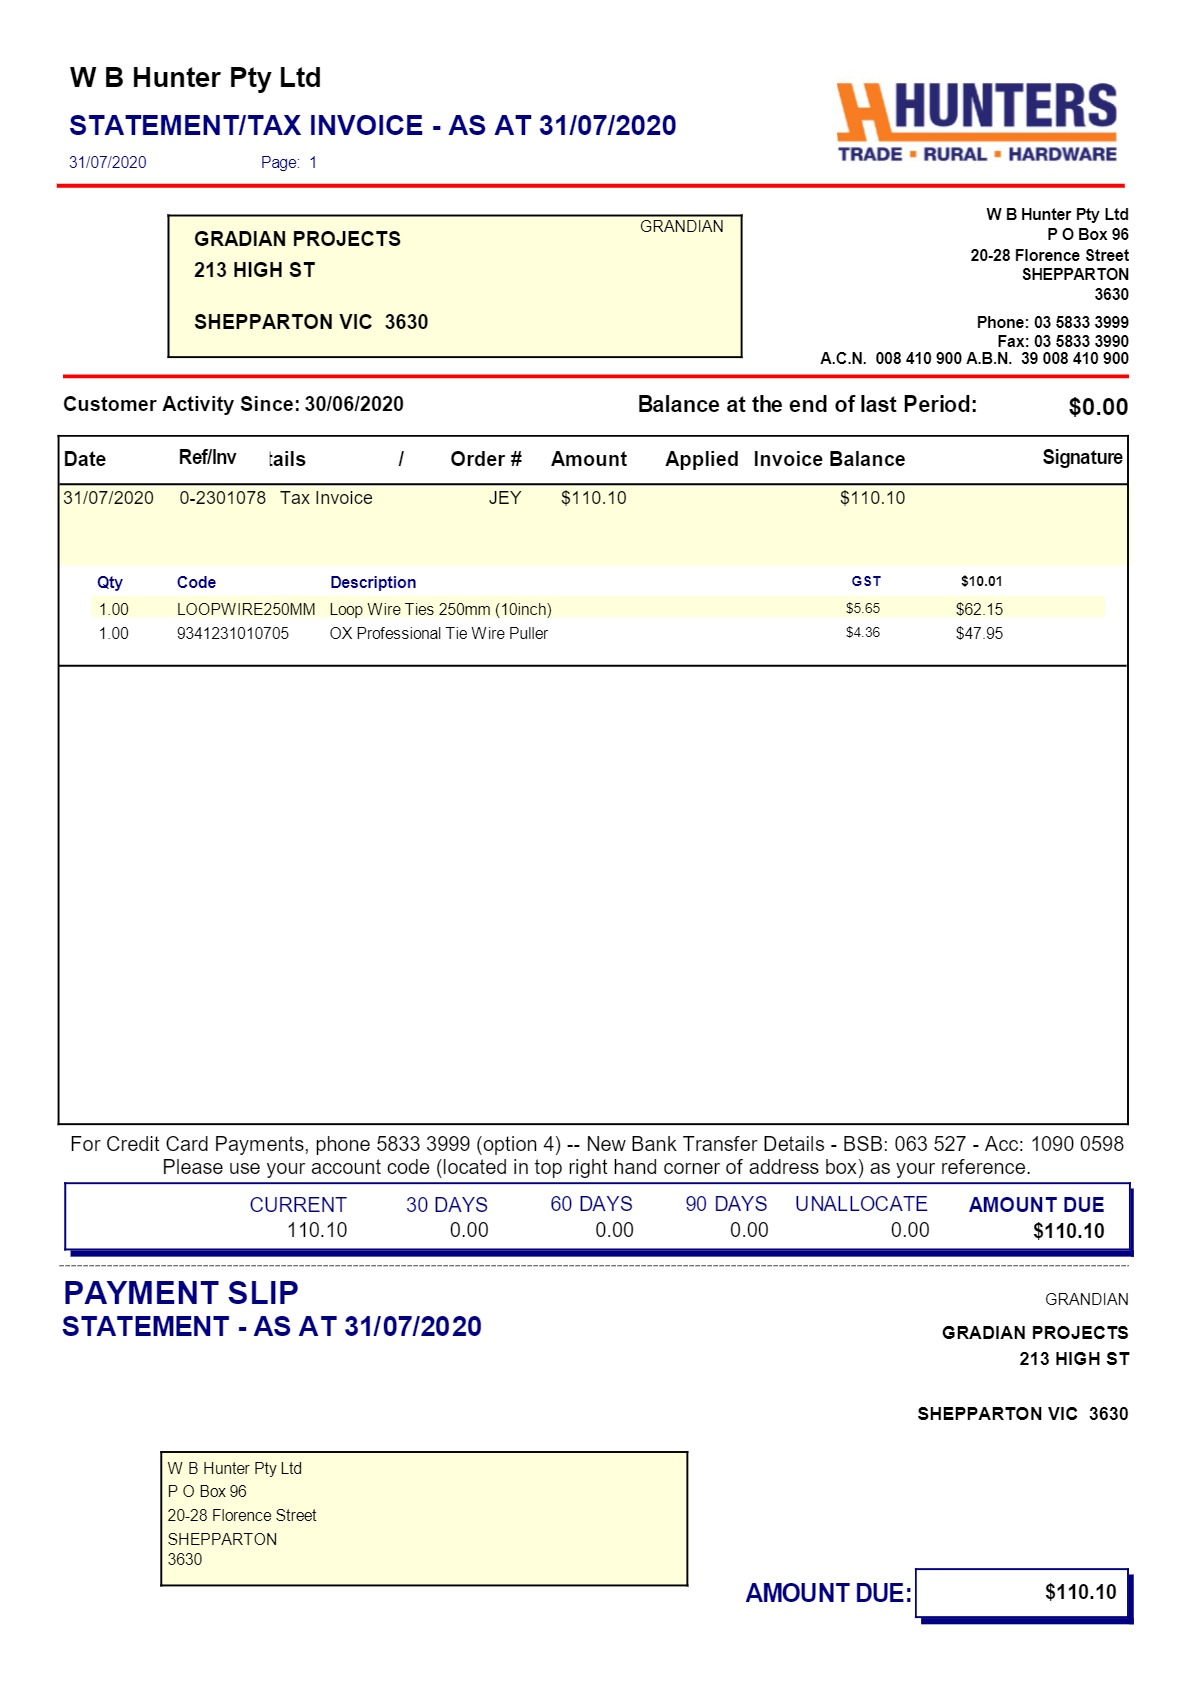 W B Hunter Pty Ltd
STATEMENT/TAX INVOICE - AS AT 31/07/2020
31/07/2020 Page: 1
HUNTERS
TRADE ▪ RURAL ▪ HARDWARE
GRANDIAN
GRADIAN PROJECTS
213 HIGH ST
SHEPPARTON VIC 3630
W B Hunter Pty Ltd
P O Box 96
20-28 Florence Street
SHEPPARTON
3630
Phone: 03 5833 3999
Fax: 03 5833 3990
A.C.N. 008 410 900 A.B.N. 39 008 410 900
Customer Activity Since: 30/06/2020 Balance at the end of last Period: $0.00
Date Ref/Inv tails / Order # Amount Applied Invoice Balance Signature
31/07/2020 0-2301078 Tax Invoice JEY $110.10 $110.10
Qty Code Description GST $10.01
1.00 LOOPWIRE250MM Loop Wire Ties 250mm (10inch) $5.65 $62.15
1.00 9341231010705 OX Professional Tie Wire Puller $4.36 $47.95
For Credit Card Payments, phone 5833 3999 (option 4) -- New Bank Transfer Details - BSB: 063 527 - Acc: 1090 0598
Please use your account code (located in top right hand corner of address box) as your reference.
CURRENT 30 DAYS 60 DAYS 90 DAYS UNALLOCATE AMOUNT DUE
110.10 0.00 0.00 0.00 0.00 $110.10
PAYMENT SLIP
STATEMENT - AS AT 31/07/2020
GRANDIAN
GRADIAN PROJECTS
213 HIGH ST
SHEPPARTON VIC 3630
W B Hunter Pty Ltd
P O Box 96
20-28 Florence Street
SHEPPARTON
3630
AMOUNT DUE: $110.10